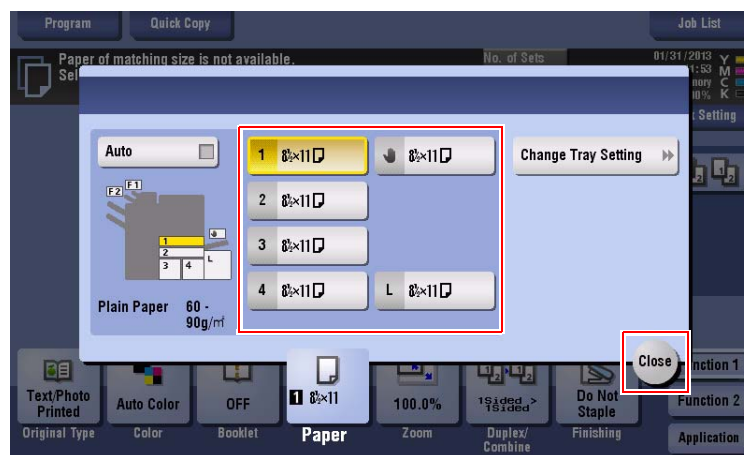 Program
Quick Copy
Job List
Paper of matching size is not available.
Sel
No. of Sets
01/31/2013
1:53
Y
M
C
K
Setting
Auto
1 8½×11
8½×11
Change Tray Setting
2 8½×11
3 8½×11
4 8½×11
L 8½×11
F2 F1
1
2
3 4 L
Plain Paper 60 -
90g/㎡
Close
nction 1
Text/Photo
Printed
Auto Color
OFF
1 8½×11
100.0%
1Sided >
1Sided
Do Not
Staple
Function 2
Original Type
Color
Booklet
Paper
Zoom
Duplex/
Combine
Finishing
Application